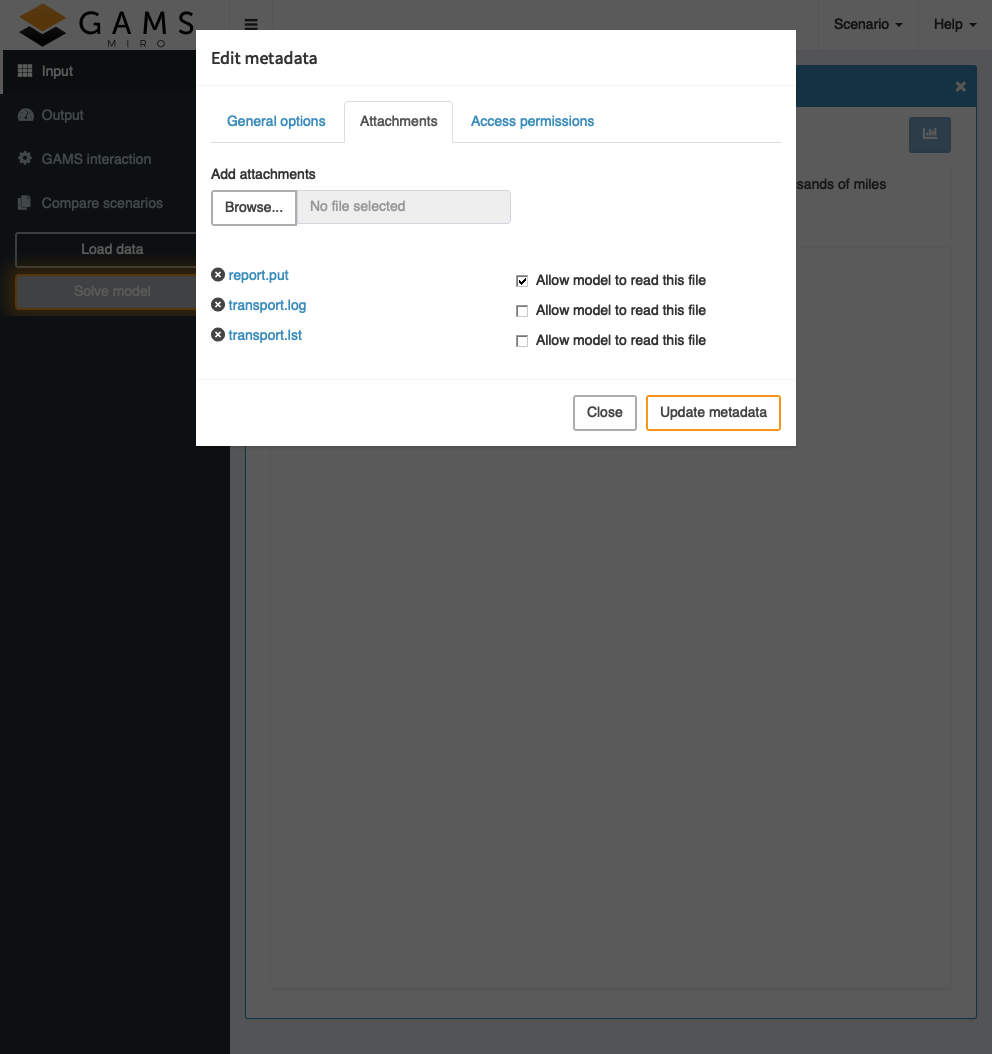 GAMS
MIRO
Scenario
Help
Edit metadata
Input
Output
GAMS interaction
Compare scenarios
Load data
Solve model
General options
Attachments
Access permissions
Add attachments
Browse...
No file selected
sands of miles
report.put
Allow model to read this file
transport.log
Allow model to read this file
transport.lst
Allow model to read this file
Close
Update metadata